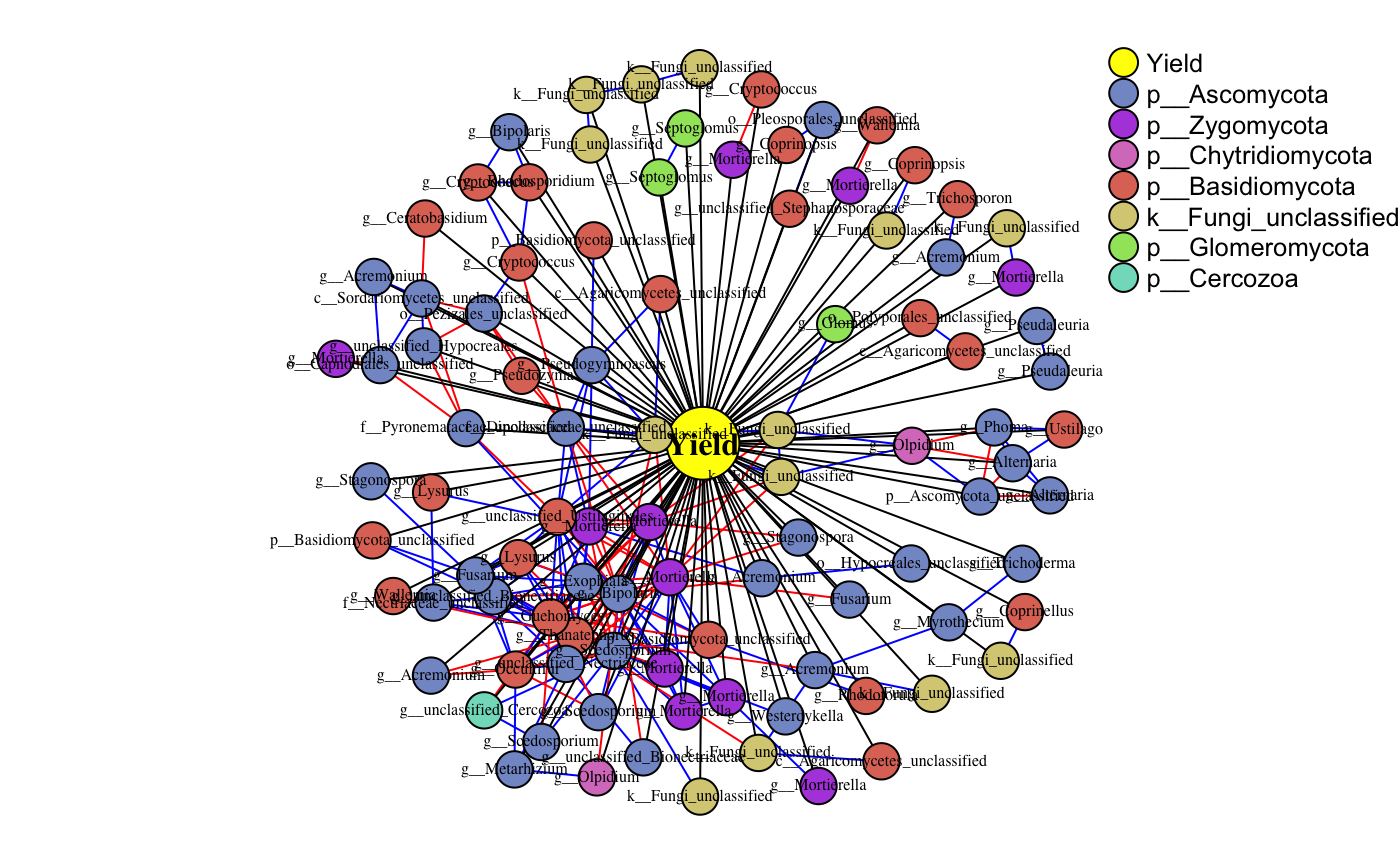 Yield
p__Ascomycota
p__Zygomycota
p__Chytridiomycota
p__Basidiomycota
k__Fungi_unclassified
p__Glomeromycota
p__Cercozoa
k__Fungi_unclassified
k__Fungi_unclassified
k__Fungi_unclassified
g__Cryptococcus
g__Bipolaris
k__Fungi_unclassified
g__Septoglomus
o__Pleosporales_unclassified
g__Wallemia
g__Coprinopsis
g__Mortierella
g__Coprinopsis
g__Cryptococcus
g__Rhodosporidium
g__Septoglomus
g__Mortierella
g__Trichosporon
g__unclassified_Stephanosporaceae
g__Ceratobasidium
k__Fungi_unclassified
k__Fungi_unclassified
p__Basidiomycota_unclassified
g__Cryptococcus
g__Acremonium
g__Acremonium
g__Mortierella
c__Sordariomycetes_unclassified
c__Agaricomycetes_unclassified
o__Pezizales_unclassified
g__Glomus
o__Polyporales_unclassified
g__Pseudaleuria
g__unclassified_Hypocreales
c__Agaricomycetes_unclassified
g__Mortierella
o__Capnodiales_unclassified
g__Pseudogymnoascus
g__Pseudozyma
g__Pseudaleuria
f__Pyronemataceae_unclassified
f__Dipodascaceae_unclassified
k__Fungi_unclassified
Yield
k__Fungi_unclassified
g__Olpidium
g__Phoma
g__Ustilago
g__Alternaria
g__Stagonospora
g__Lysurus
k__Fungi_unclassified
p__Ascomycota_unclassified
g__Alternaria
g__unclassified_Ustilaginales
g__Mortierella
g__Mortierella
g__Stagonospora
p__Basidiomycota_unclassified
g__Lysurus
g__Fusarium
g__Exophiala
g__Mortierella
g__Acremonium
o__Hypocreales_unclassified
g__Trichoderma
g__Wallemia
g__unclassified_Bionectriaceae
f__Nectriaceae_unclassified
g__Bipolaris
g__Fusarium
g__Guehomyces
g__Coprinellus
g__Myrothecium
g__Thanatephorus
p__Basidiomycota_unclassified
g__Scedosporium
g__unclassified_Nectriaceae
k__Fungi_unclassified
g__Acremonium
g__Occultifur
g__Mortierella
g__Acremonium
g__Rhodotorula
k__Fungi_unclassified
g__unclassified_Cercozoa
g__Scedosporium
g__Mortierella
g__Mortierella
g__Westerdykella
g__Scedosporium
g__unclassified_Bionectriaceae
k__Fungi_unclassified
c__Agaricomycetes_unclassified
g__Metarhizium
g__Olpidium
g__Mortierella
k__Fungi_unclassified